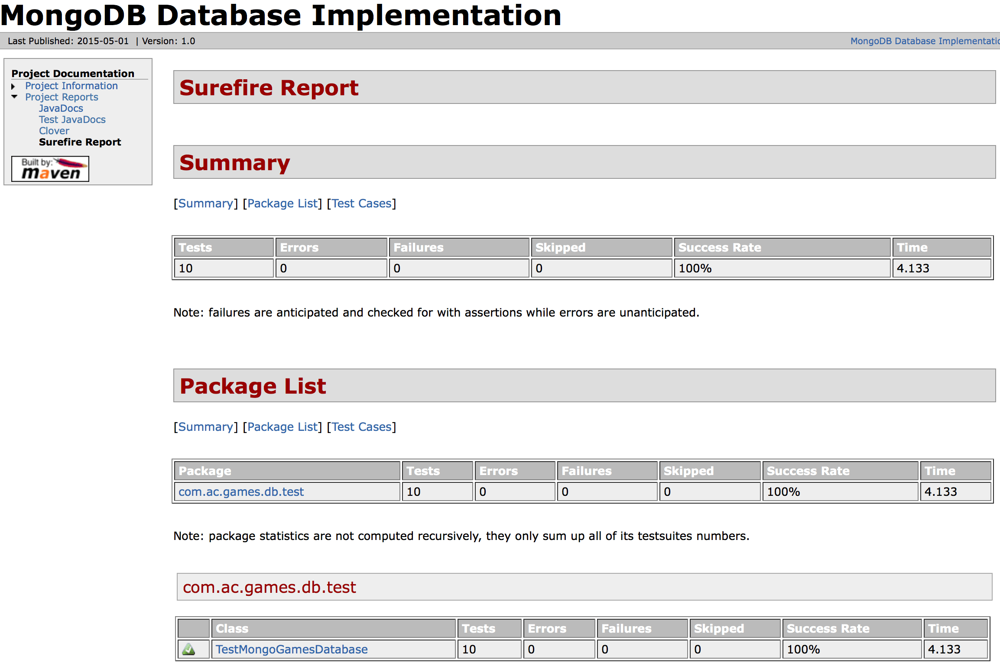 MongoDB Database Implementation
Last Published: 2015-05-01 | Version: 1.0
MongoDB Database
Project Documentation
Project Information
Project Reports
JavaDocs
Test JavaDocs
Clover
Surefire Report
Built by:
maven
Surefire Report
Summary
[Summary] [Package List] [Test Cases]
Tests Errors Failures Skipped Success Rate Time
10 0 0 0 100% 4.133
Note: failures are anticipated and checked for with assertions while errors are unanticipated.
Package List
[Summary] [Package List] [Test Cases]
Package Tests Errors Failures Skipped Success Rate Time
com.ac.games.db.test 10 0 0 0 100% 4.133
Note: package statistics are not computed recursively, they only sum up all of its testsuites numbers.
com.ac.games.db.test
Class Tests Errors Failures Skipped Success Rate Time
TestMongoGamesDatabase 10 0 0 0 100% 4.133